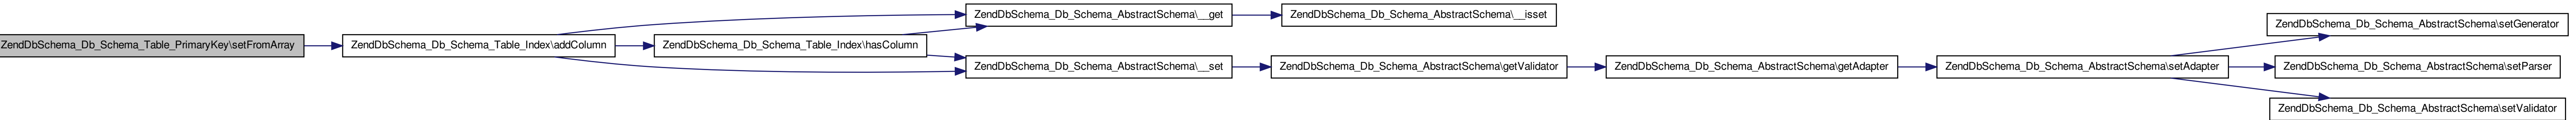 ZendDbSchema_Db_Schema_Table_PrimaryKey\setFromArray
ZendDbSchema_Db_Schema_Table_Index\addColumn
ZendDbSchema_Db_Schema_Table_Index\hasColumn
ZendDbSchema_Db_Schema_AbstractSchema\__get
ZendDbSchema_Db_Schema_AbstractSchema\__isset
ZendDbSchema_Db_Schema_AbstractSchema\__set
ZendDbSchema_Db_Schema_AbstractSchema\getValidator
ZendDbSchema_Db_Schema_AbstractSchema\getAdapter
ZendDbSchema_Db_Schema_AbstractSchema\setAdapter
ZendDbSchema_Db_Schema_AbstractSchema\setGenerator
ZendDbSchema_Db_Schema_AbstractSchema\setParser
ZendDbSchema_Db_Schema_AbstractSchema\setValidator